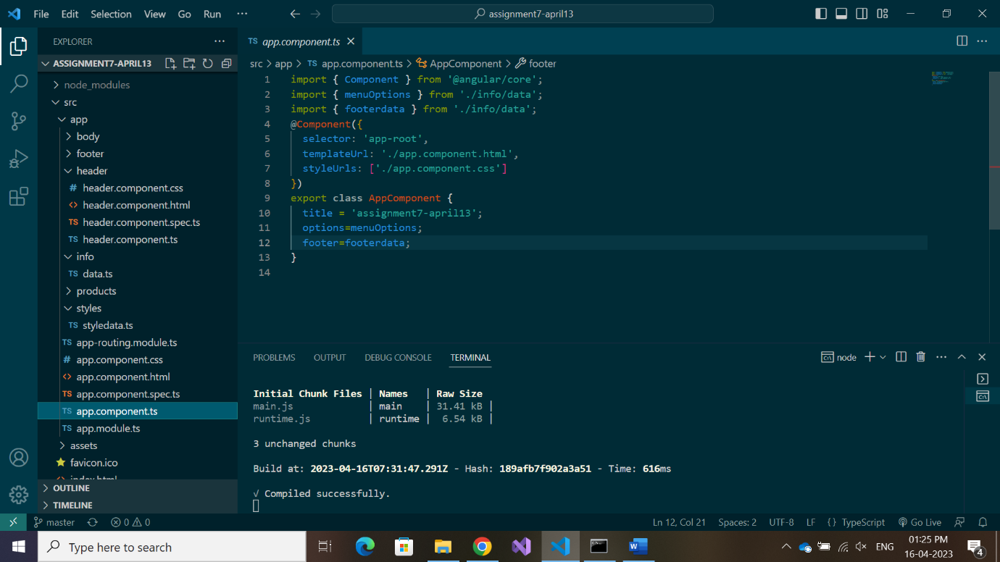 File Edit Selection View Go Run ···
assignment7-april13
EXPLORER
ASSIGNMENT7-APRIL13
node_modules
src
app
body
footer
header
# header.component.css
<> header.component.html
TS header.component.spec.ts
TS header.component.ts
info
TS data.ts
products
styles
TS styledata.ts
TS app-routing.module.ts
# app.component.css
<> app.component.html
TS app.component.spec.ts
TS app.component.ts
TS app.module.ts
assets
favicon.ico
<> index.html
OUTLINE
TIMELINE
TS app.component.ts
src > app > TS app.component.ts > AppComponent > footer
1 import { Component } from '@angular/core';
2 import { menuOptions } from './info/data';
3 import { footerdata } from './info/data';
4 @Component({
5 selector: 'app-root',
6 templateUrl: './app.component.html',
7 styleUrls: ['./app.component.css']
8 })
9 export class AppComponent {
10 title = 'assignment7-april13';
11 options=menuOptions;
12 footer=footerdata;
13 }
14
PROBLEMS OUTPUT DEBUG CONSOLE TERMINAL
node
Initial Chunk Files | Names | Raw Size
main.js | main | 31.41 kB |
runtime.js | runtime | 6.54 kB |
3 unchanged chunks
Build at: 2023-04-16T07:31:47.291Z - Hash: 189afb7f902a3a51 - Time: 616ms
√ Compiled successfully.
master 0 0 Ln 12, Col 21 Spaces: 2 UTF-8 LF {} TypeScript Go Live
Type here to search
ENG
01:25 PM
16-04-2023
4